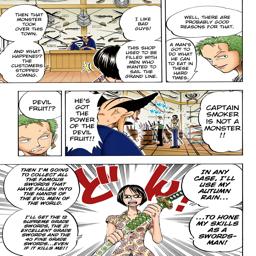 WELL, THERE
ARE
PROBABLY
GOOD
REASONS
FOR THAT.
A MAN'S
GOT TO
DO WHAT
HE CAN DO
TO EAT IN
THESE
HARD
TIMES.
I LIKE
BAD
GUYS!
THIS SHOP
USED TO BE
FILLED WITH
MEN WHO
WANTED
TO SAIL
THE GRAND
LINE.
THEN THAT
MONSTER
TOOK OVER
THIS TOWN.
AND WHAT
HAPPENED?
THE
CUSTOMERS
STOPPED
COMING.
CAPTAIN
SMOKER
IS NOT A
MONSTER
!!
HE'S
GOT THE
POWER
OF THE
DEVIL
FRUIT!!
DEVIL
FRUIT!?
IN ANY
CASE, I'LL
USE MY
AUTUMN
RAIN...
...TO HONE
MY SKILLS
AS A
SWORDS-
MAN!
どん!!
THEN I'M GOING
TO COLLECT ALL
THE FAMOUS
SWORDS THAT
HAVE FALLEN INTO
THE HANDS OF THE
EVIL MEN OF THE
WORLD.
I'LL GET THE 12
SUPREME GRADE
SWORDS, THE 21
EXCELLENT GRADE
SWORDS AND THE
50 FINE GRADE
SWORDS...EVEN
IF IT KILLS ME!!